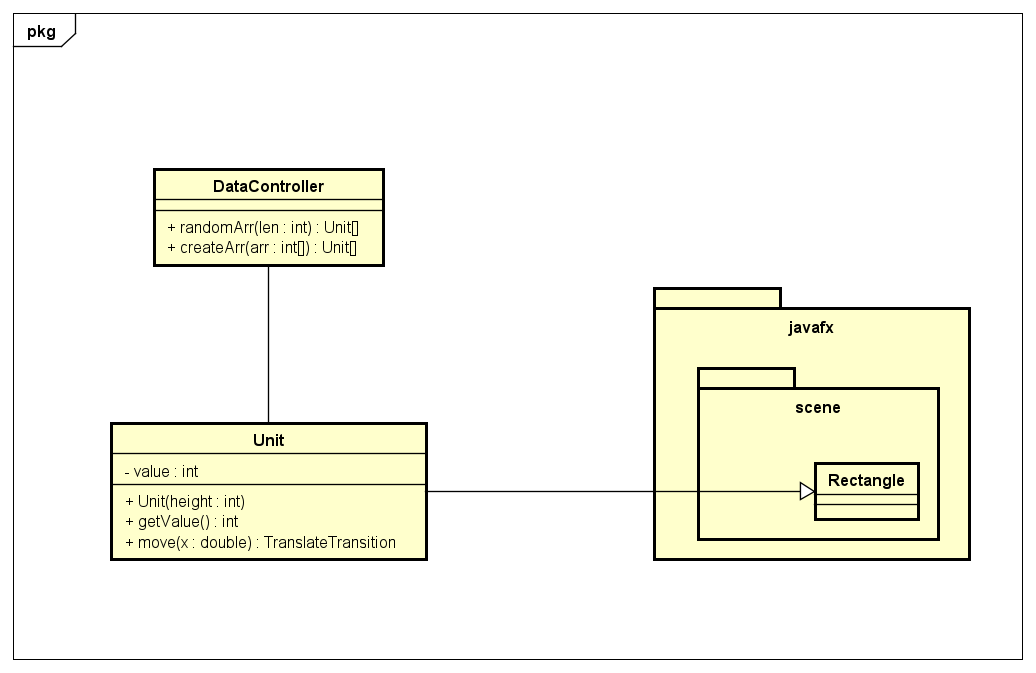 pkg
DataController
+ randomArr(len : int) : Unit[]
+ createArr(arr : int[]) : Unit[]
javafx
scene
Rectangle
Unit
- value : int
+ Unit(height : int)
+ getValue() : int
+ move(x : double) : TranslateTransition